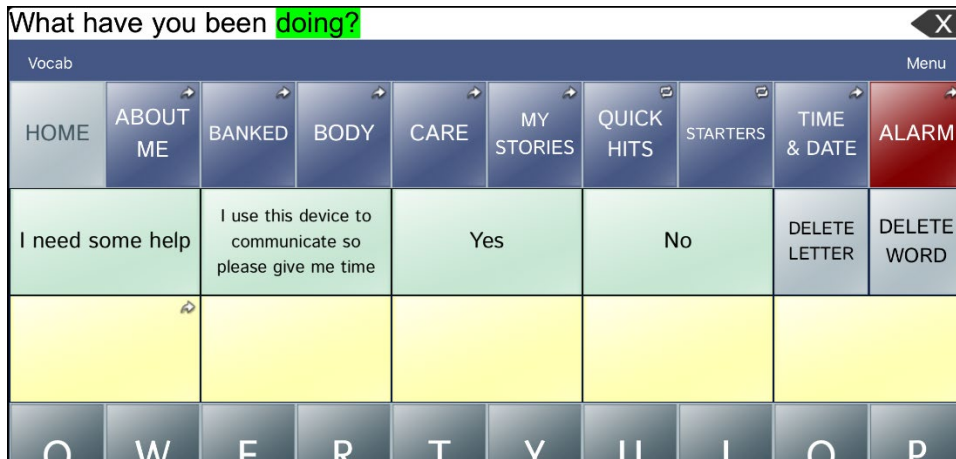 What have you been doing?
X
Vocab Menu
HOME ABOUT ME BANKED BODY CARE MY STORIES QUICK HITS STARTERS TIME & DATE ALARM
I need some help
I use this device to
communicate so
please give me time
Yes
No
DELETE
LETTER
DELETE
WORD
Q W E R T Y U I O P